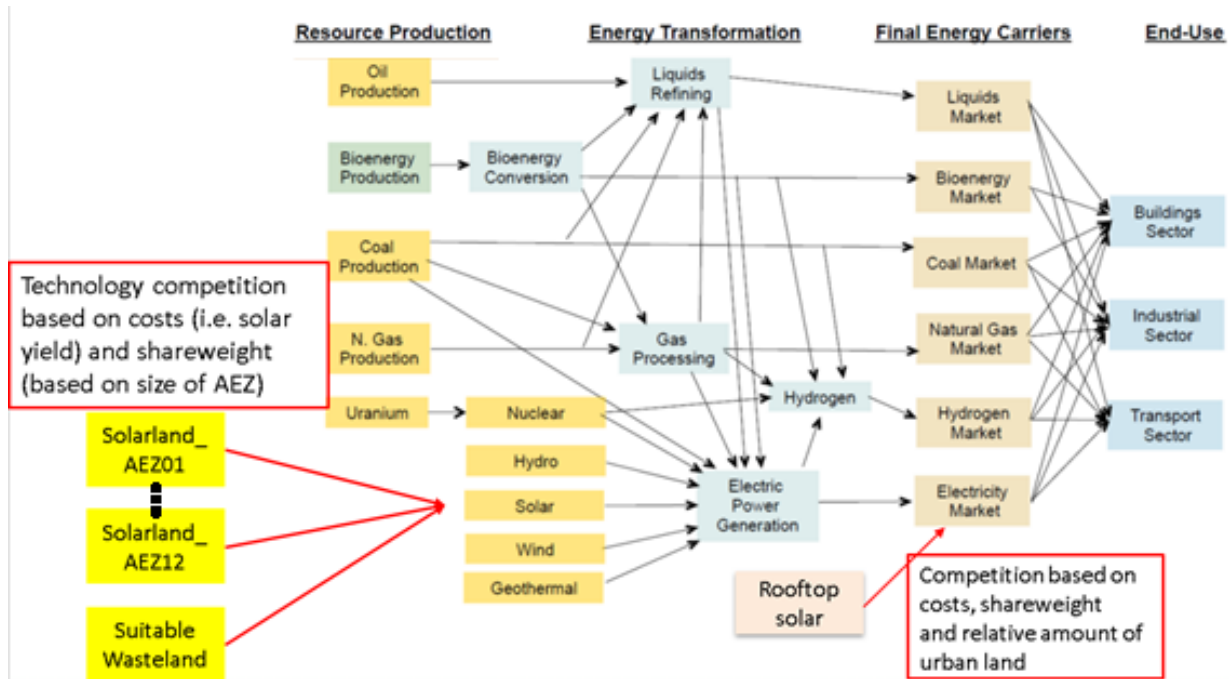 Resource Production
Energy Transformation
Final Energy Carriers
End-Use
Oil
Production
Liquids
Refining
Liquids
Market
Bioenergy
Production
Bioenergy
Conversion
Bioenergy
Market
Buildings
Sector
Coal
Production
Coal Market
Technology competition
based on costs (i.e. solar
yield) and shareweight
(based on size of AEZ)
N. Gas
Production
Gas
Processing
Natural Gas
Market
Industrial
Sector
Uranium
Nuclear
Hydrogen
Hydrogen
Market
Transport
Sector
Solarland_
AEZ01
Hydro
Solar
Wind
Geothermal
Electric
Power
Generation
Electricity
Market
Solarland_
AEZ12
Suitable
Wasteland
Rooftop
solar
Competition based on
costs, shareweight
and relative amount of
urban land